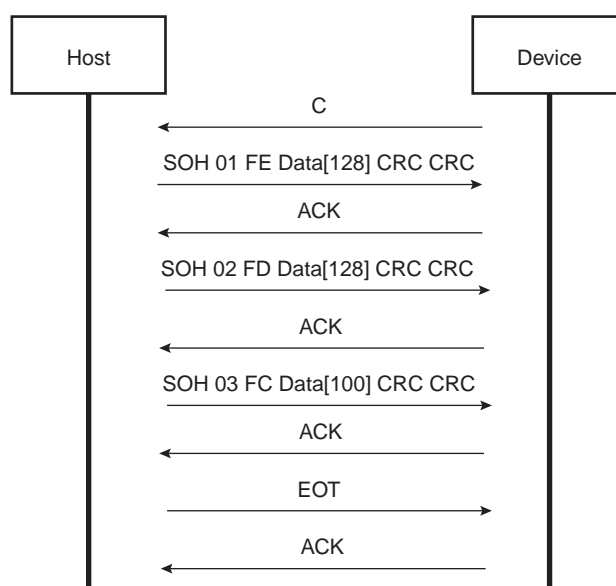 Host
Device
C
SOH 01 FE Data[128] CRC CRC
ACK
SOH 02 FD Data[128] CRC CRC
ACK
SOH 03 FC Data[100] CRC CRC
ACK
EOT
ACK